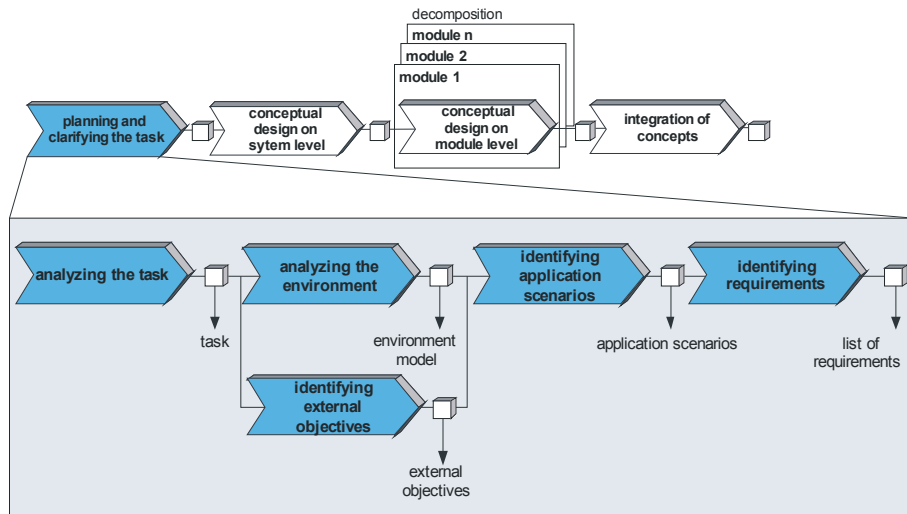 decomposition
module n
module 2
module 1
planning and
clarifying the task
conceptual
design on
sytem level
conceptual
design on
module level
integration of
concepts
analyzing the task
analyzing the
environment
identifying
application
scenarios
identifying
requirements
task
environment
model
application scenarios
list of
requirements
identifying
external
objectives
external
objectives